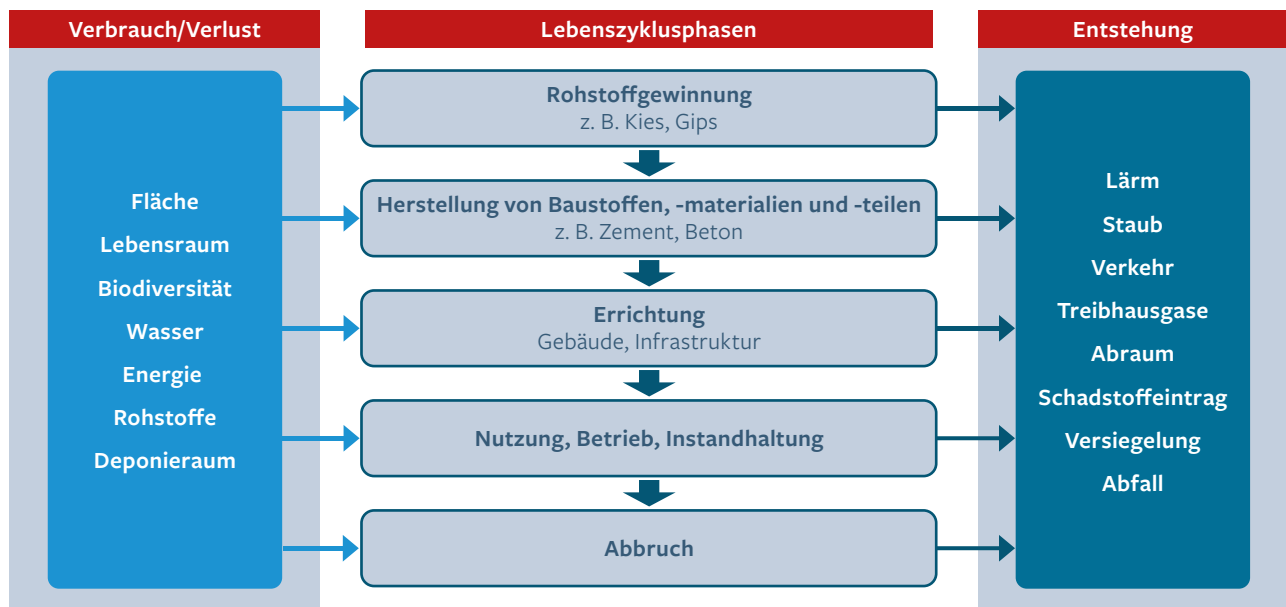 Verbrauch/Verlust
Lebenszyklusphasen
Entstehung
Fläche
Lebensraum
Biodiversität
Wasser
Energie
Rohstoffe
Deponieraum
Rohstoffgewinnung
z. B. Kies, Gips
Herstellung von Baustoffen, -materialien und -teilen
z. B. Zement, Beton
Errichtung
Gebäude, Infrastruktur
Nutzung, Betrieb, Instandhaltung
Abbruch
Lärm
Staub
Verkehr
Treibhausgase
Abraum
Schadstoffeintrag
Versiegelung
Abfall